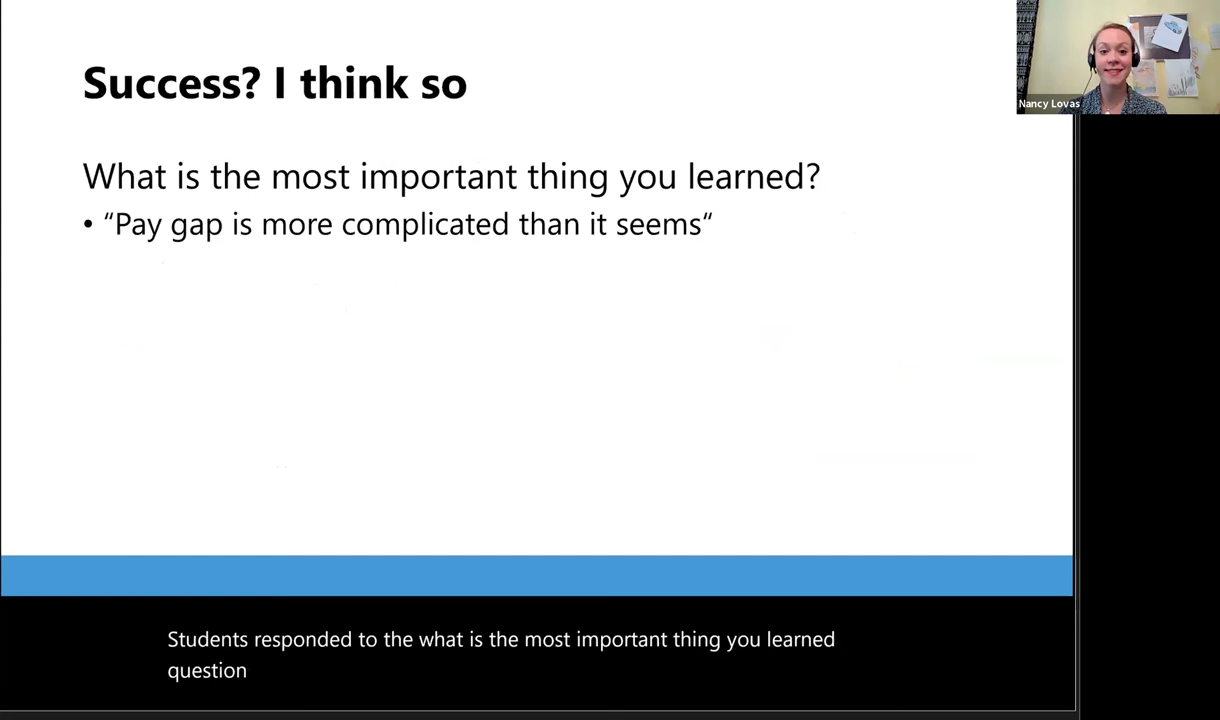 Success? I think so
Nancy Lovas
What is the most important thing you learned?
• “Pay gap is more complicated than it seems“
Students responded to the what is the most important thing you learned
question